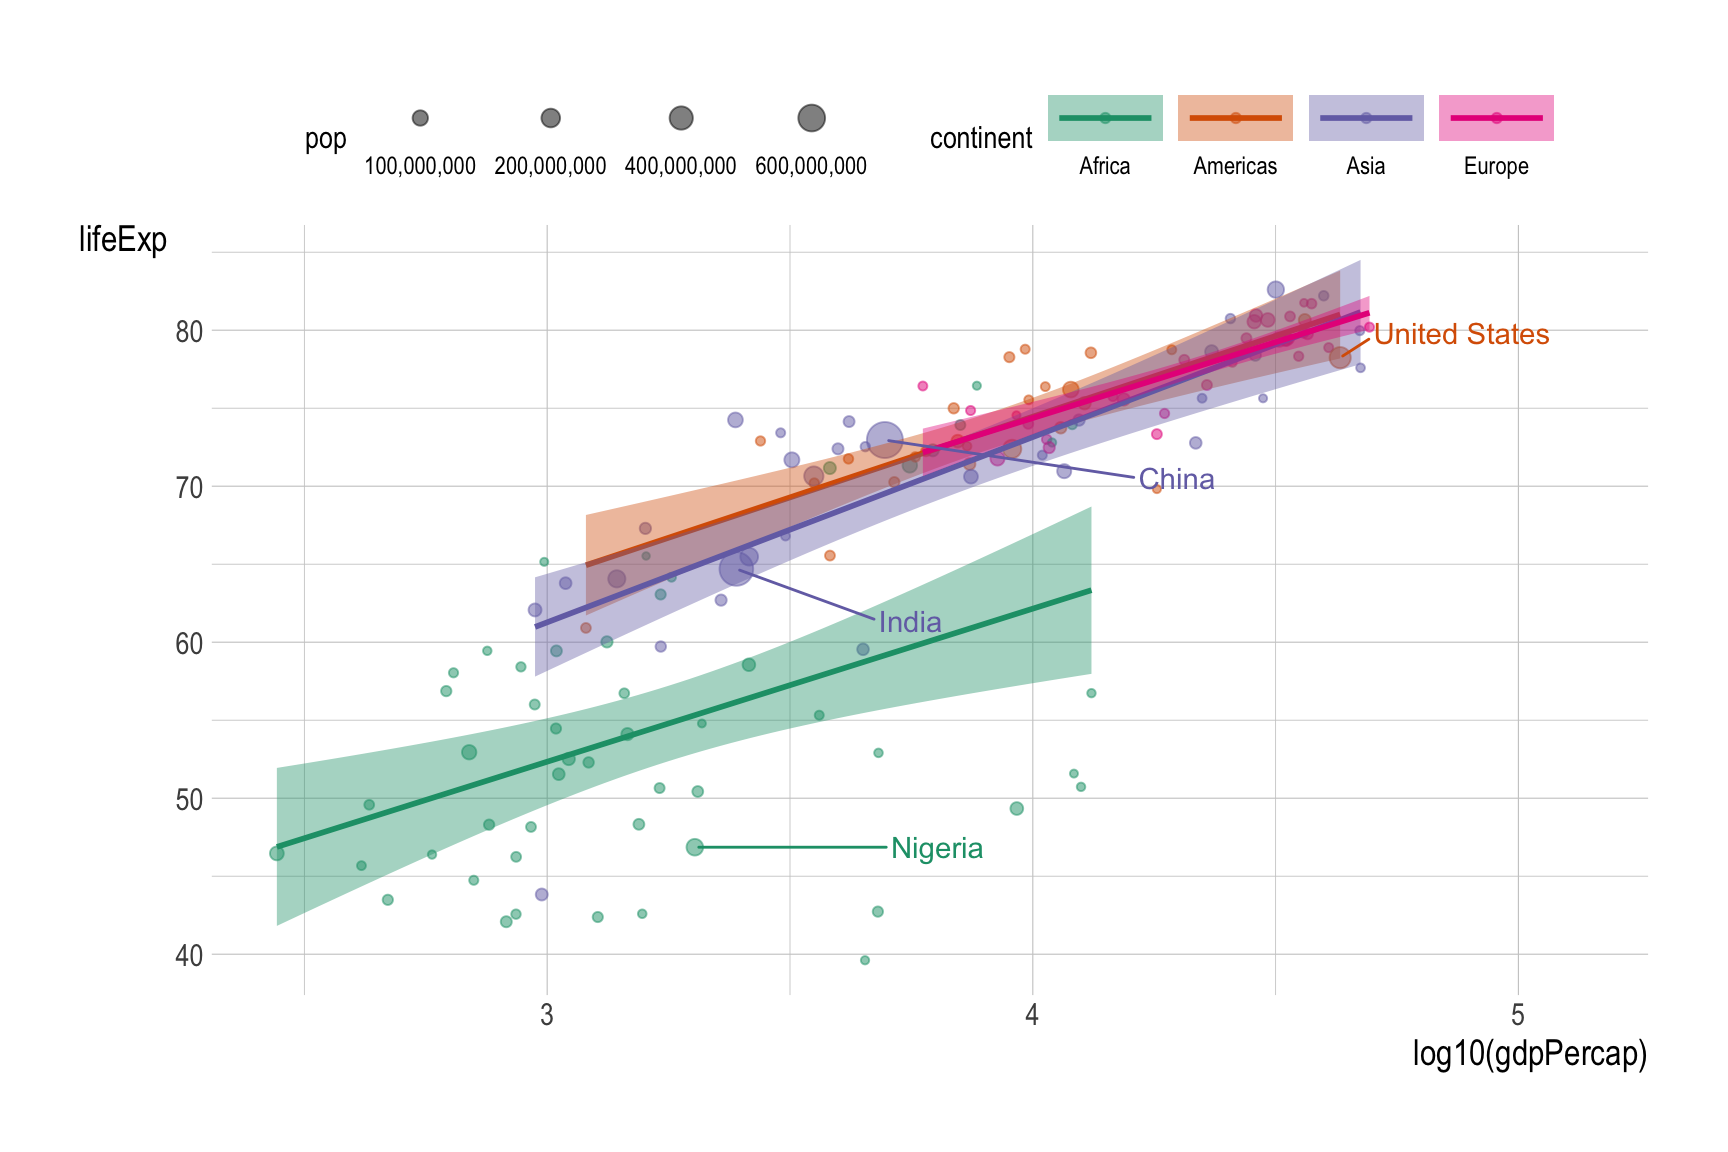 pop
100,000,000 200,000,000 400,000,000 600,000,000
continent
Africa Americas Asia Europe
lifeExp
80
70
60
50
40
United States
China
India
Nigeria
3 4 5
log10(gdpPercap)